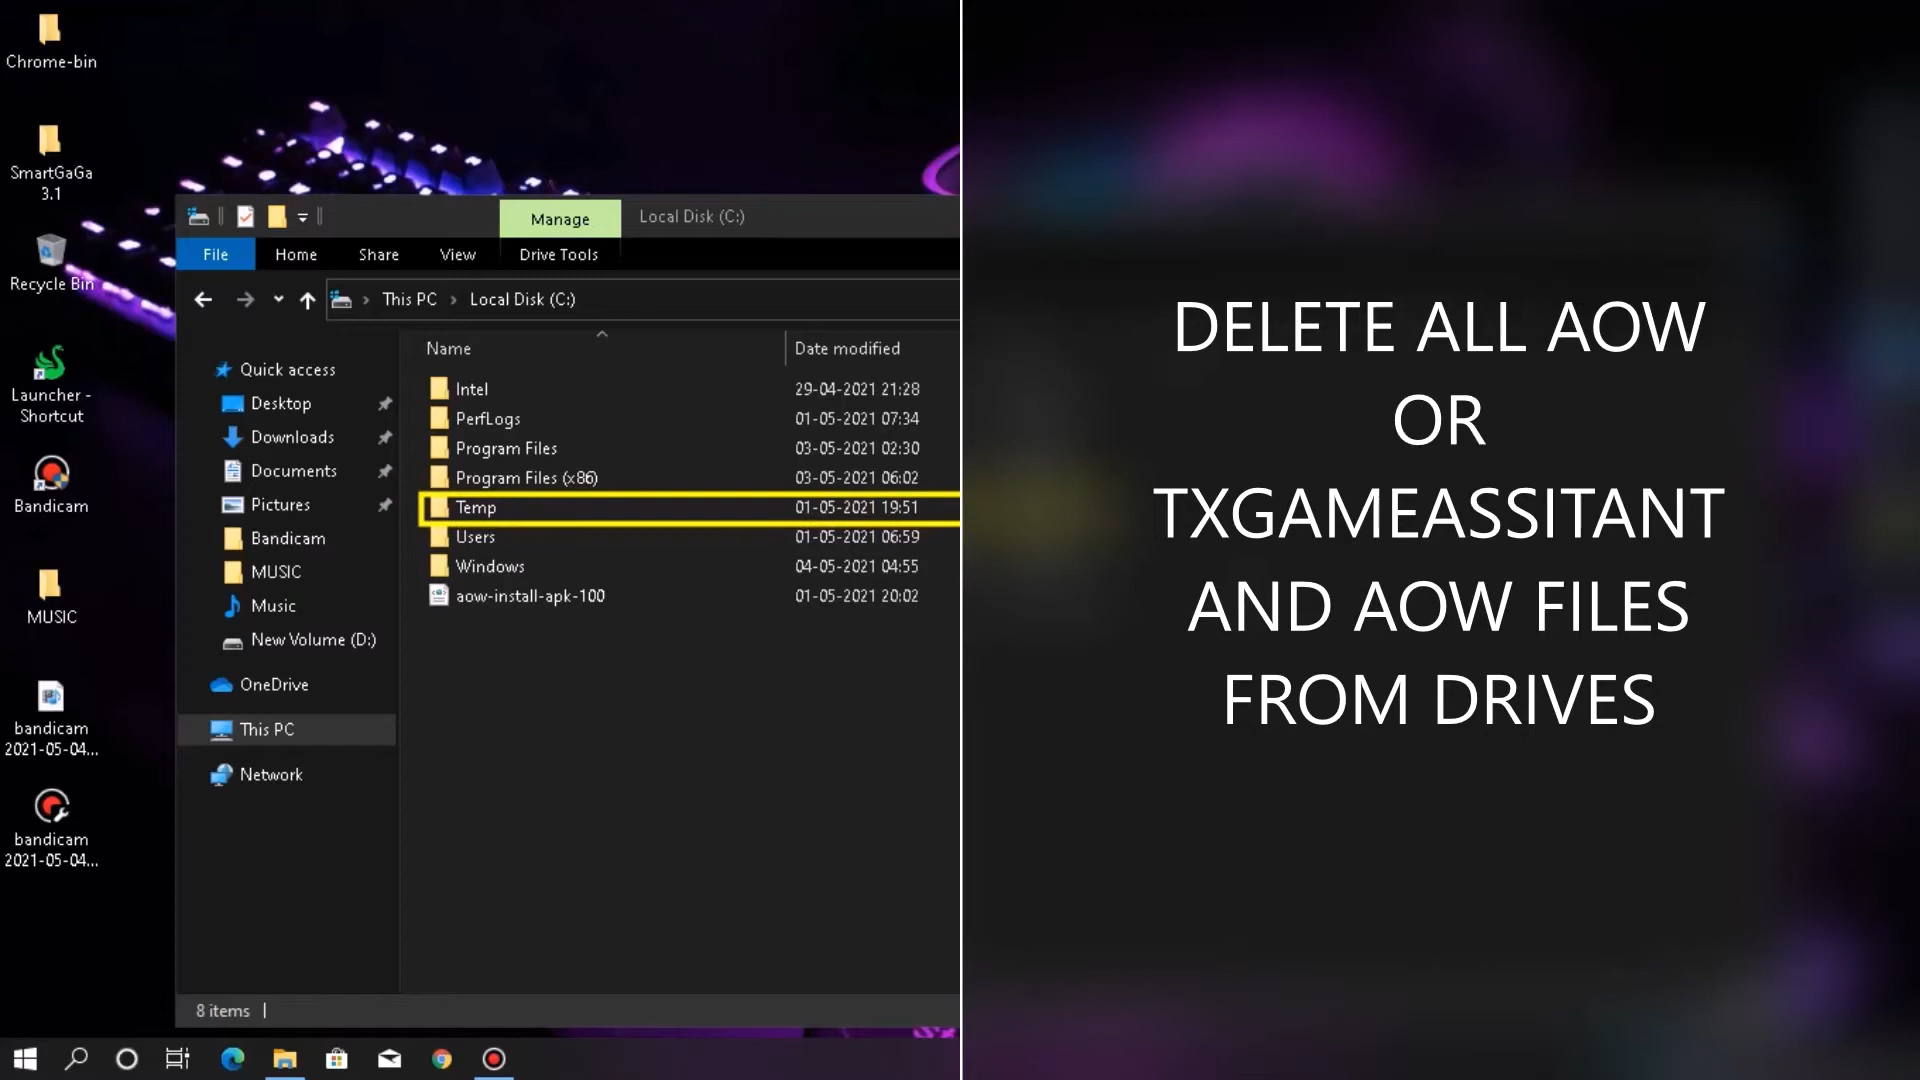 Chrome-bin
SmartGaGa
3.1
Recycle Bin
Launcher -
Shortcut
Bandicam
MUSIC
bandicam
2021-05-04...
bandicam
2021-05-04...
Manage
Local Disk (C:)
File
Home
Share
View
Drive Tools
This PC
Local Disk (C:)
Quick access
Desktop
Downloads
Documents
Pictures
Bandicam
MUSIC
Music
New Volume (D:)
OneDrive
This PC
Network
Name
Date modified
Intel 29-04-2021 21:28
PerfLogs 01-05-2021 07:34
Program Files 03-05-2021 02:30
Program Files (x86) 03-05-2021 06:02
Temp 01-05-2021 19:51
Users 01-05-2021 06:59
Windows 04-05-2021 04:55
aow-install-apk-100 01-05-2021 20:02
8 items
DELETE ALL AOW
OR
TXGAMEASSITANT
AND AOW FILES
FROM DRIVES